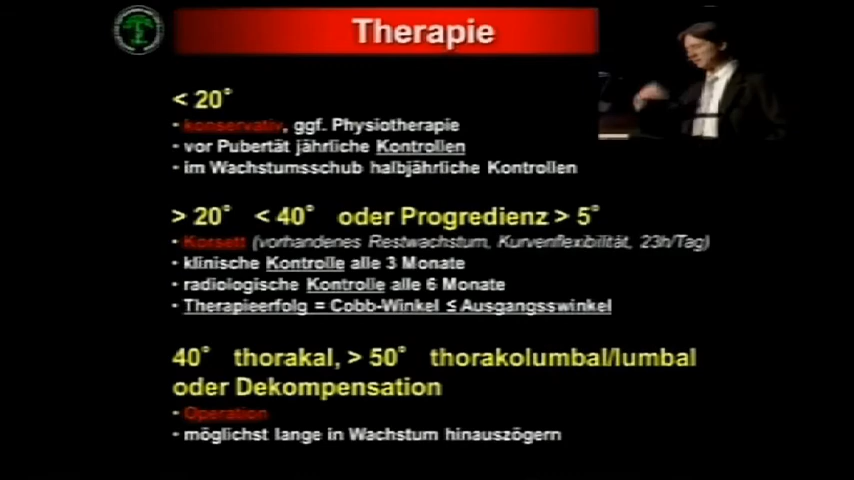 Therapie
< 20°
• konservativ, ggf. Physiotherapie
• vor Pubertät jährliche Kontrollen
• im Wachstumsschub halbjährliche Kontrollen
> 20° < 40° oder Progredienz > 5°
• Korsett (vorhandenes Restwachstum, Kurvenflexibilität, 23h/Tag)
• klinische Kontrolle alle 3 Monate
• radiologische Kontrolle alle 6 Monate
• Therapieerfolg = Cobb-Winkel ≤ Ausgangsswinkel
40° thorakal, > 50° thorakolumbal/lumbal
oder Dekompensation
• Operation
• möglichst lange in Wachstum hinauszögern